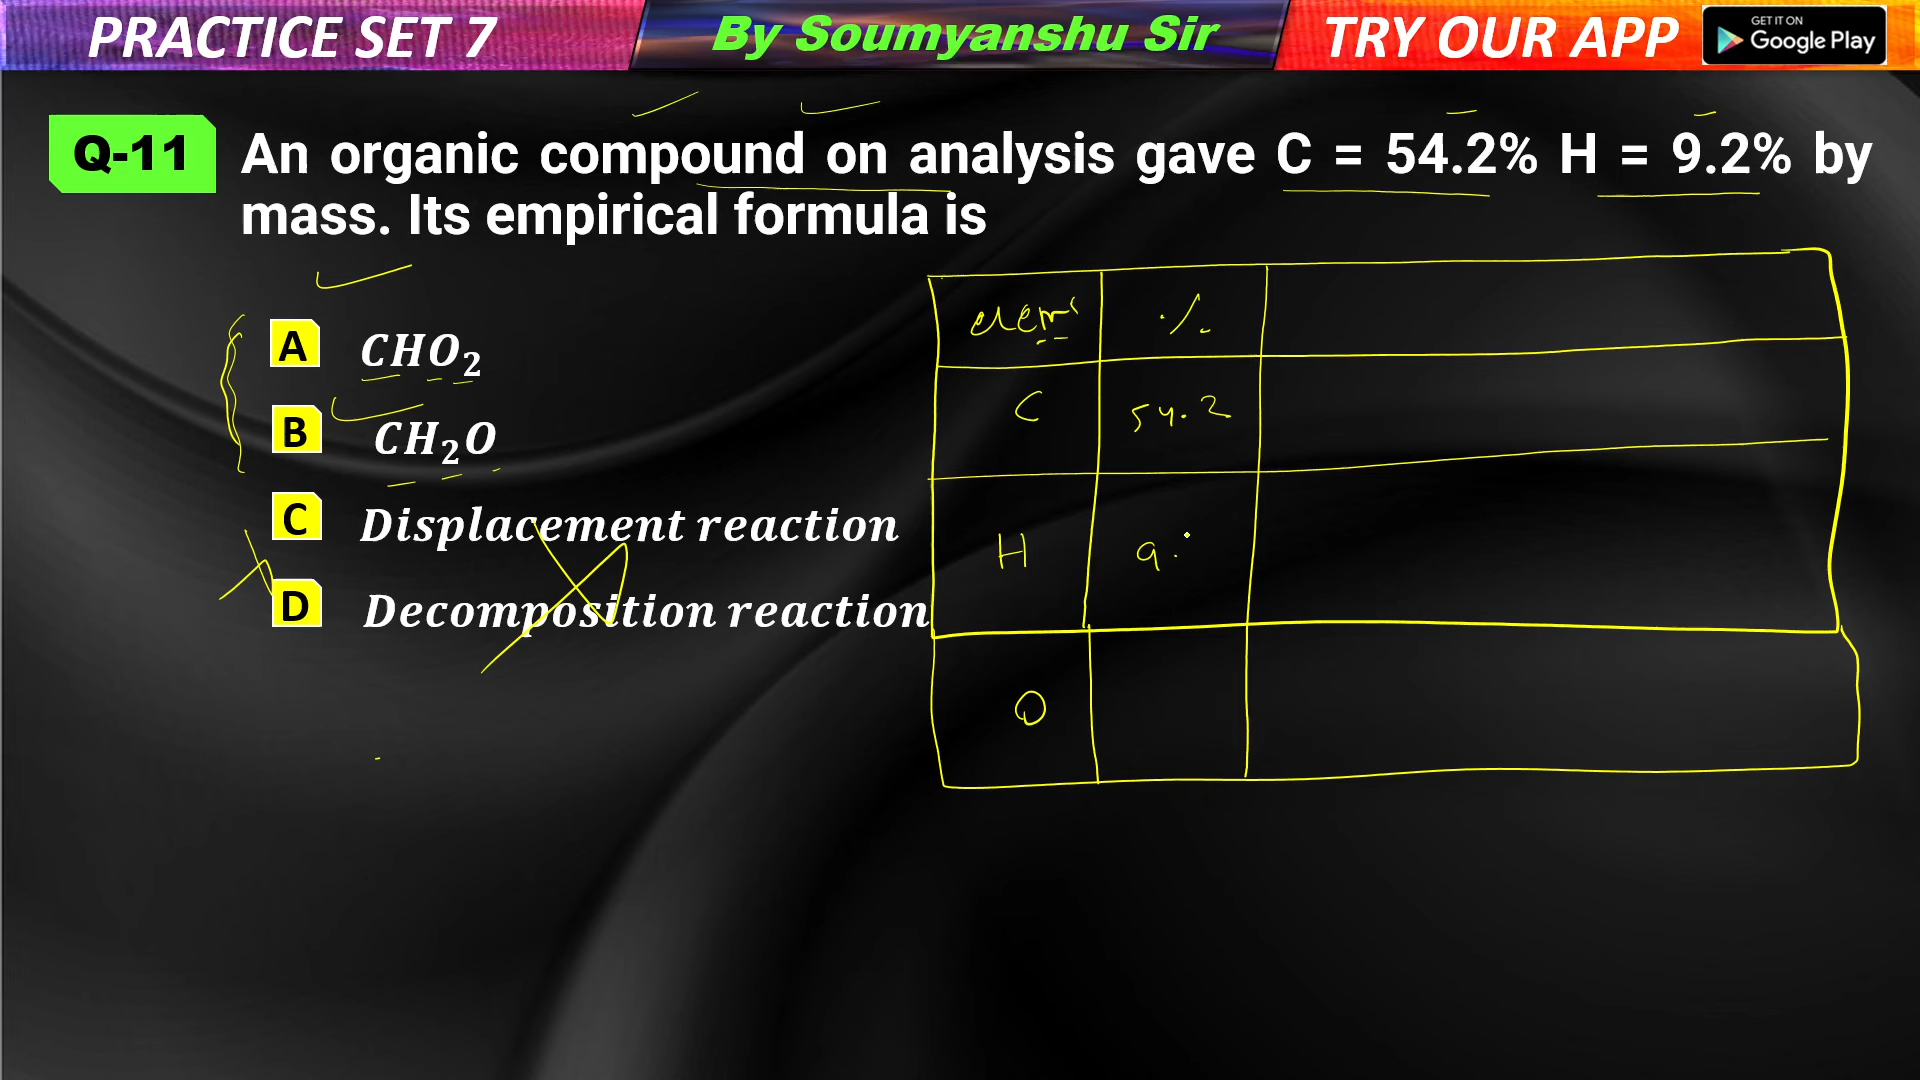 PRACTICE SET 7
By Soumyanshu Sir
TRY OUR APP
GET IT ON
Google Play
Q-11
An organic compound on analysis gave C = 54.2% H = 9.2% by
mass. Its empirical formula is
A CHO₂
B CH₂O
C Displacement reaction
D Decomposition reaction
%
C 54.2
H 9.
O